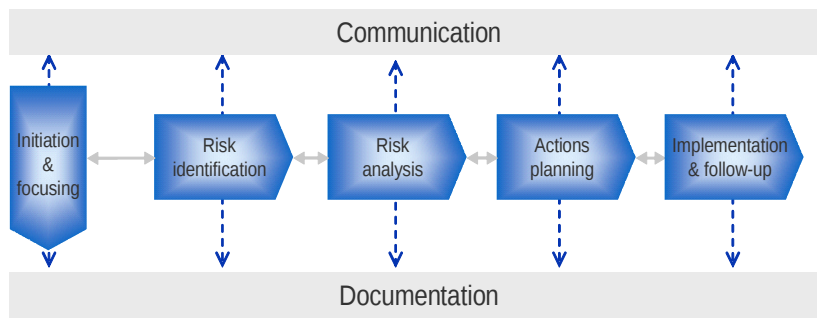 Communication
Initiation
&
focusing
Risk
identification
Risk
analysis
Actions
planning
Implementation
& follow-up
Documentation